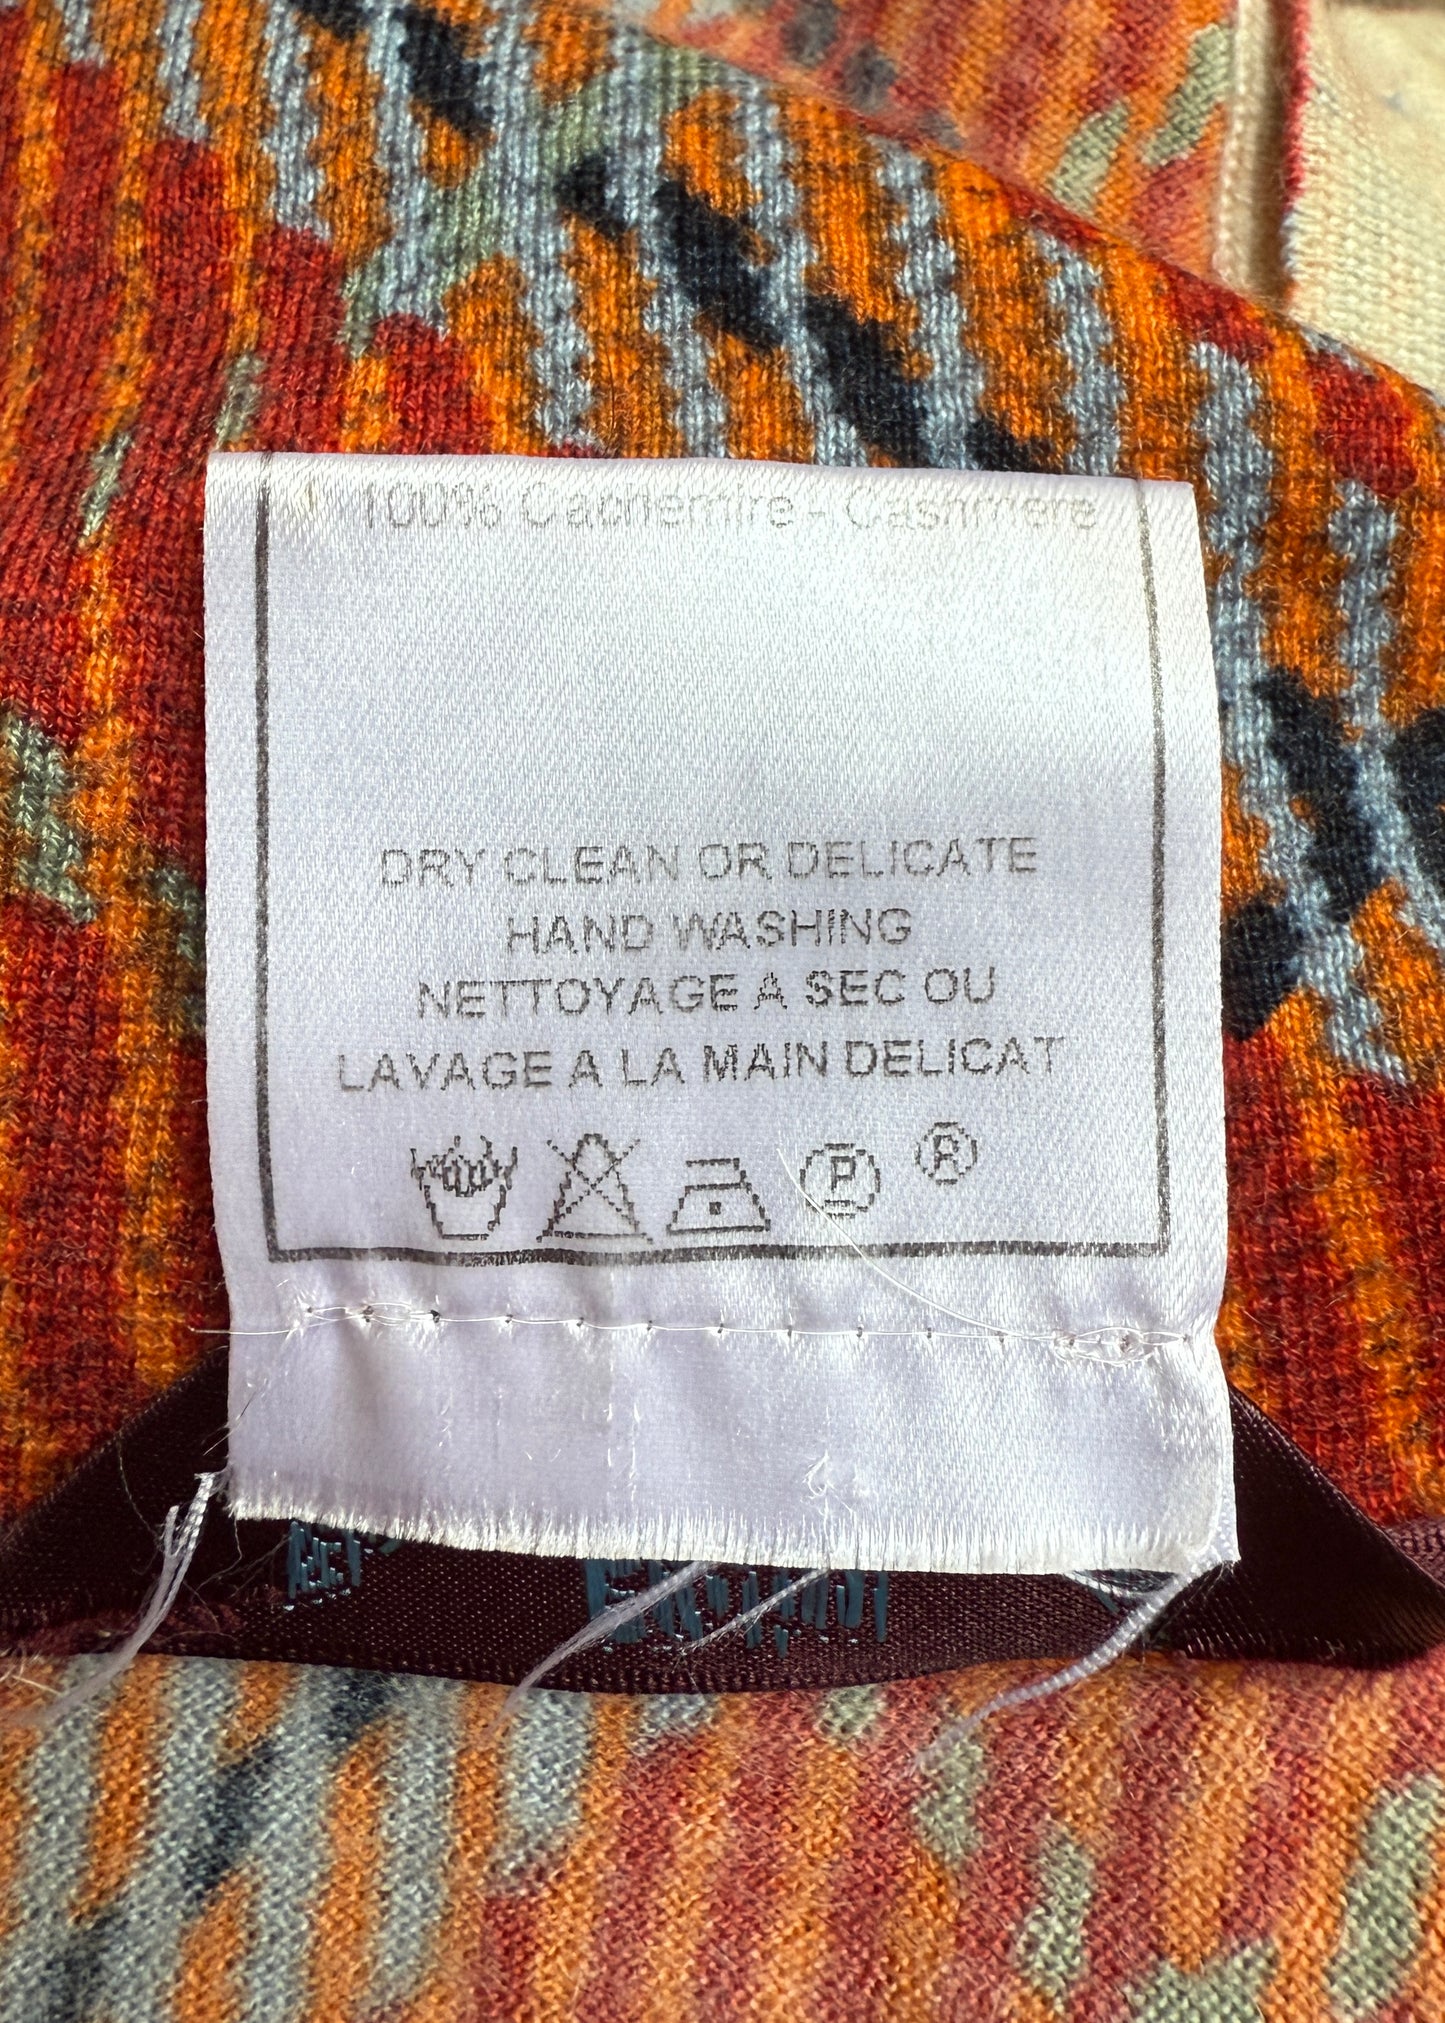 100% Cachemire - Cashmere
DRY CLEAN OR DELICATE
HAND WASHING
NETTOYAGE A SEC OU
LAVAGE A LA MAIN DELICAT
P R